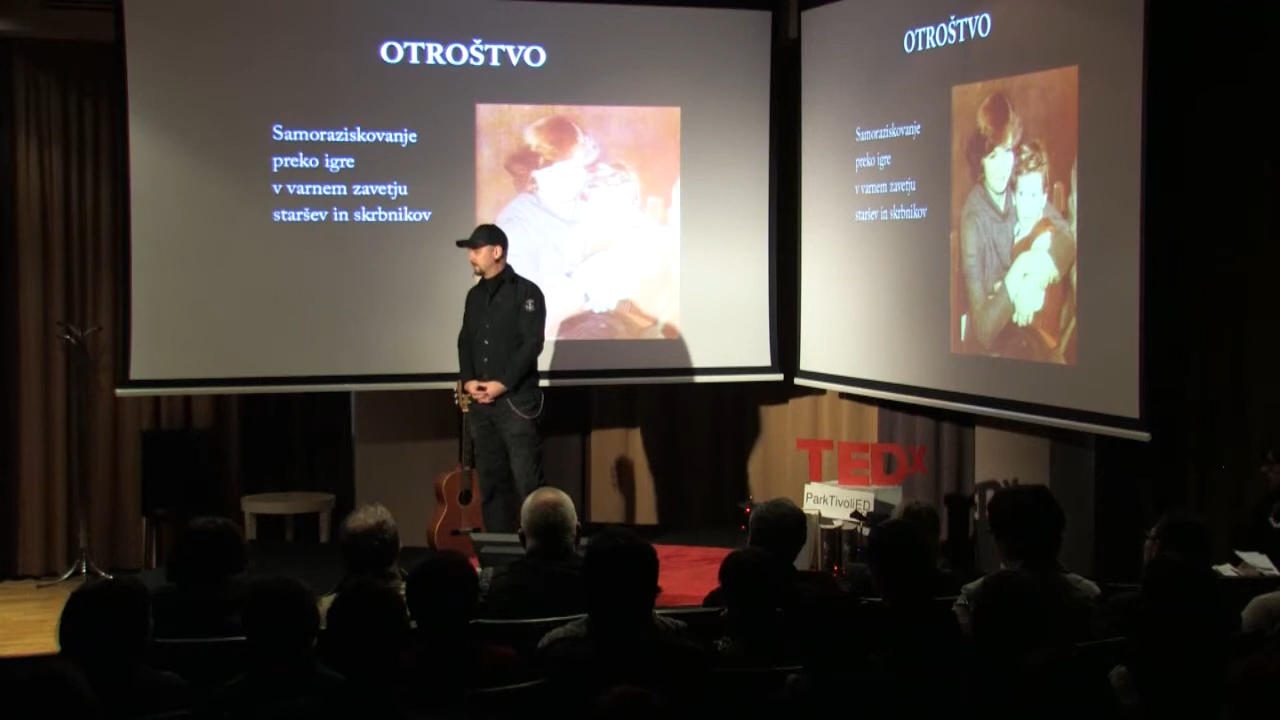 OTROŠTVO
Samoraziskovanje
preko igre
v varnem zavetju
staršev in skrbnikov
OTROŠTVO
Samoraziskovanje
preko igre
v varnem zavetju
staršev in skrbnikov
TEDx
ParkTivoliED